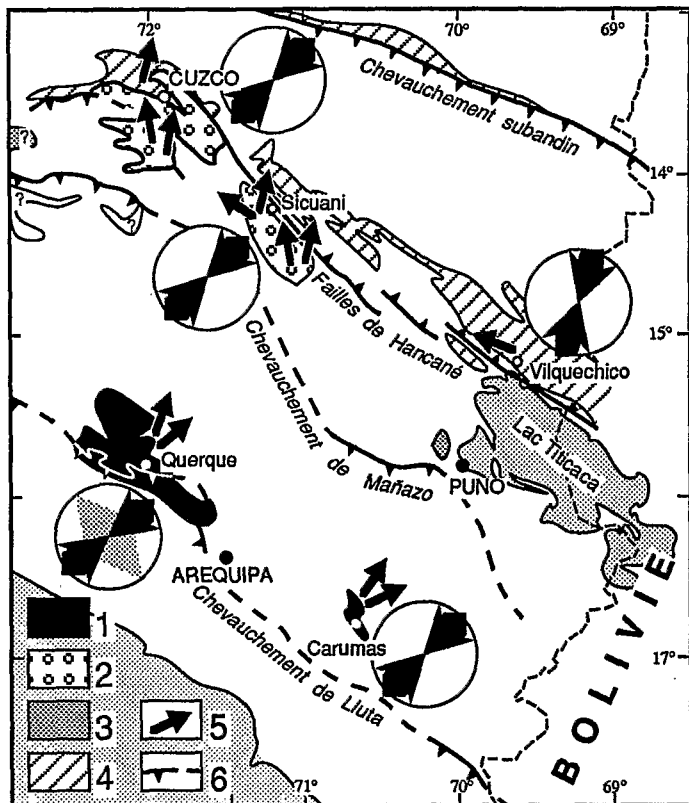 72°
70°
69°
CUZCO
Chevauchement subandin
?
14°
Sicuani
?
?
Failles de Hancané
15°
Vilquechico
Chevauchement
de Mañazo
Lac Titicaca
Querque
PUNO
AREQUIPA
BOLIVIE
Chevauchement de Lluta
Carumas
17°
1
2
3
5
4
6
71°
70°
69°